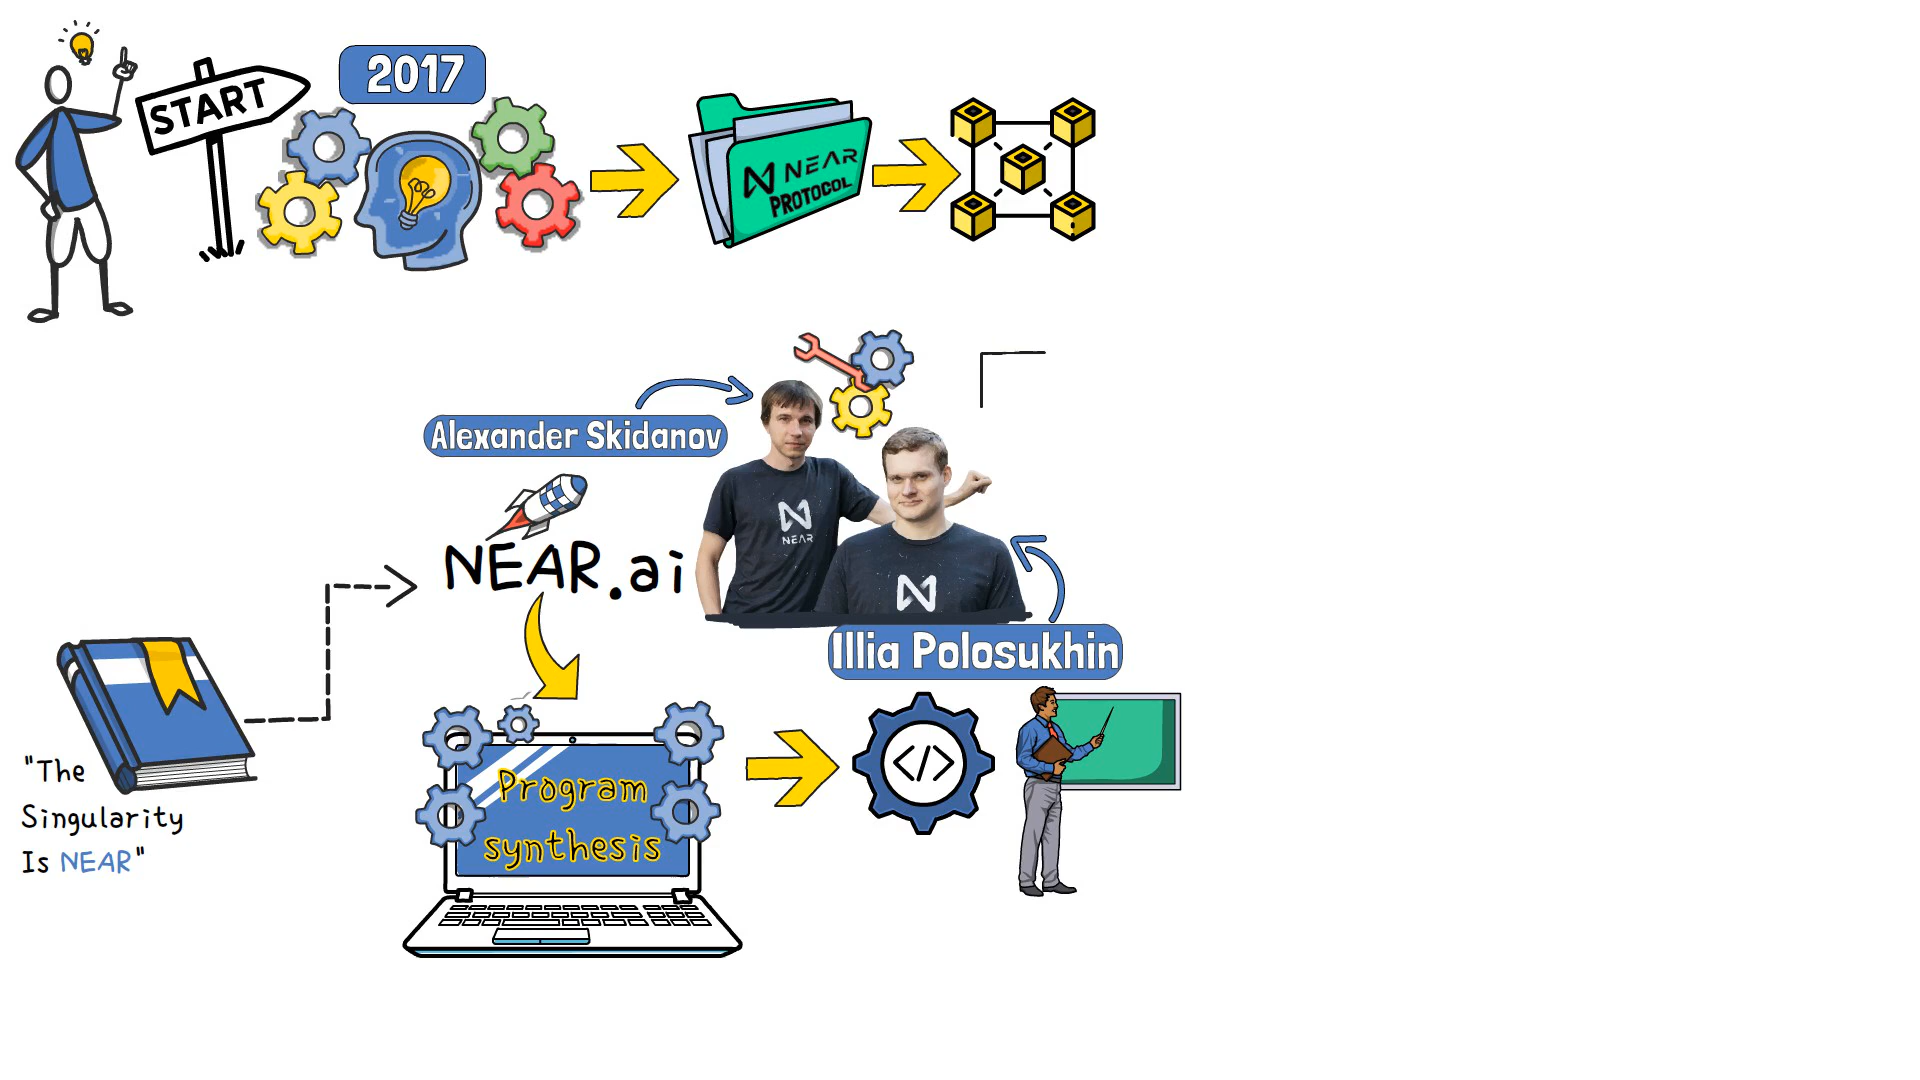 START
2017
NEAR
PROTOCOL
Alexander Skidanov
NEAR
NEAR.ai
Illia Polosukhin
"The
Singularity
Is NEAR"
Program
synthesis
</>